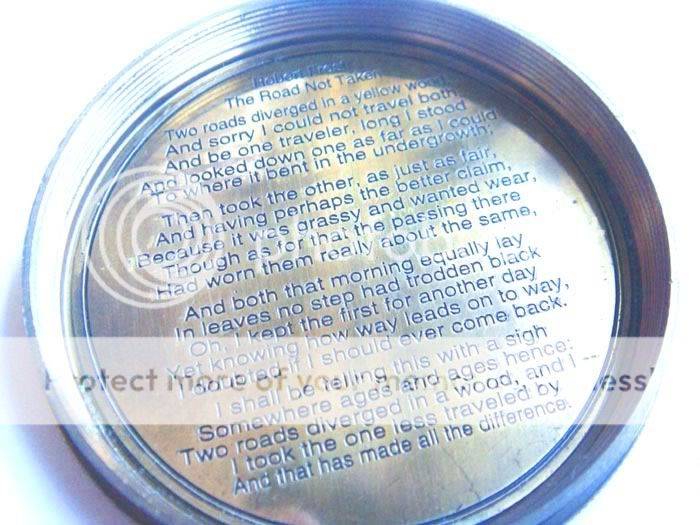 Robert Frost
The Road Not Taken
Two roads diverged in a yellow wood,
And sorry I could not travel both
And be one traveler, long I stood
And looked down one as far as I could
To where it bent in the undergrowth;
Then took the other, as just as fair,
And having perhaps the better claim,
Because it was grassy and wanted wear,
Though as for that the passing there
Had worn them really about the same,
And both that morning equally lay
In leaves no step had trodden black
Oh, I kept the first for another day
Yet knowing how way leads on to way,
I doubted if I should ever come back.
I shall be telling this with a sigh
Somewhere ages and ages hence:
Two roads diverged in a wood, and I --
I took the one less traveled by
And that has made all the difference.
Protect more of your